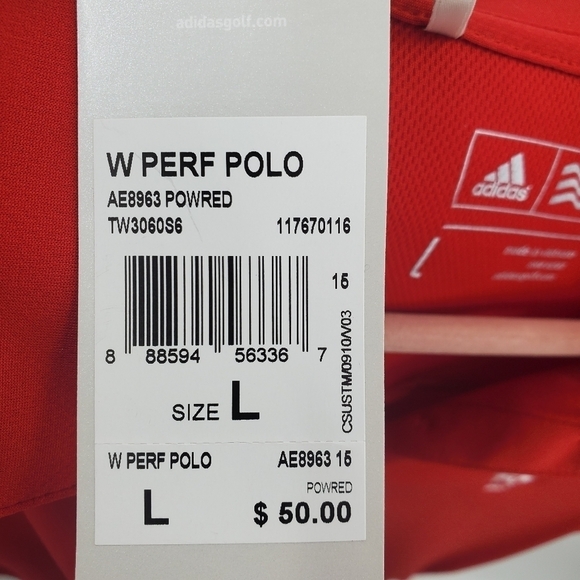 adidasgolf.com
W PERF POLO
AE8963 POWRED
TW3060S6 117670116
15
8 88594 56336 7
CSUSTM/0910/V03
SIZE L
W PERF POLO AE8963 15
POWRED
L $ 50.00
adidas
L